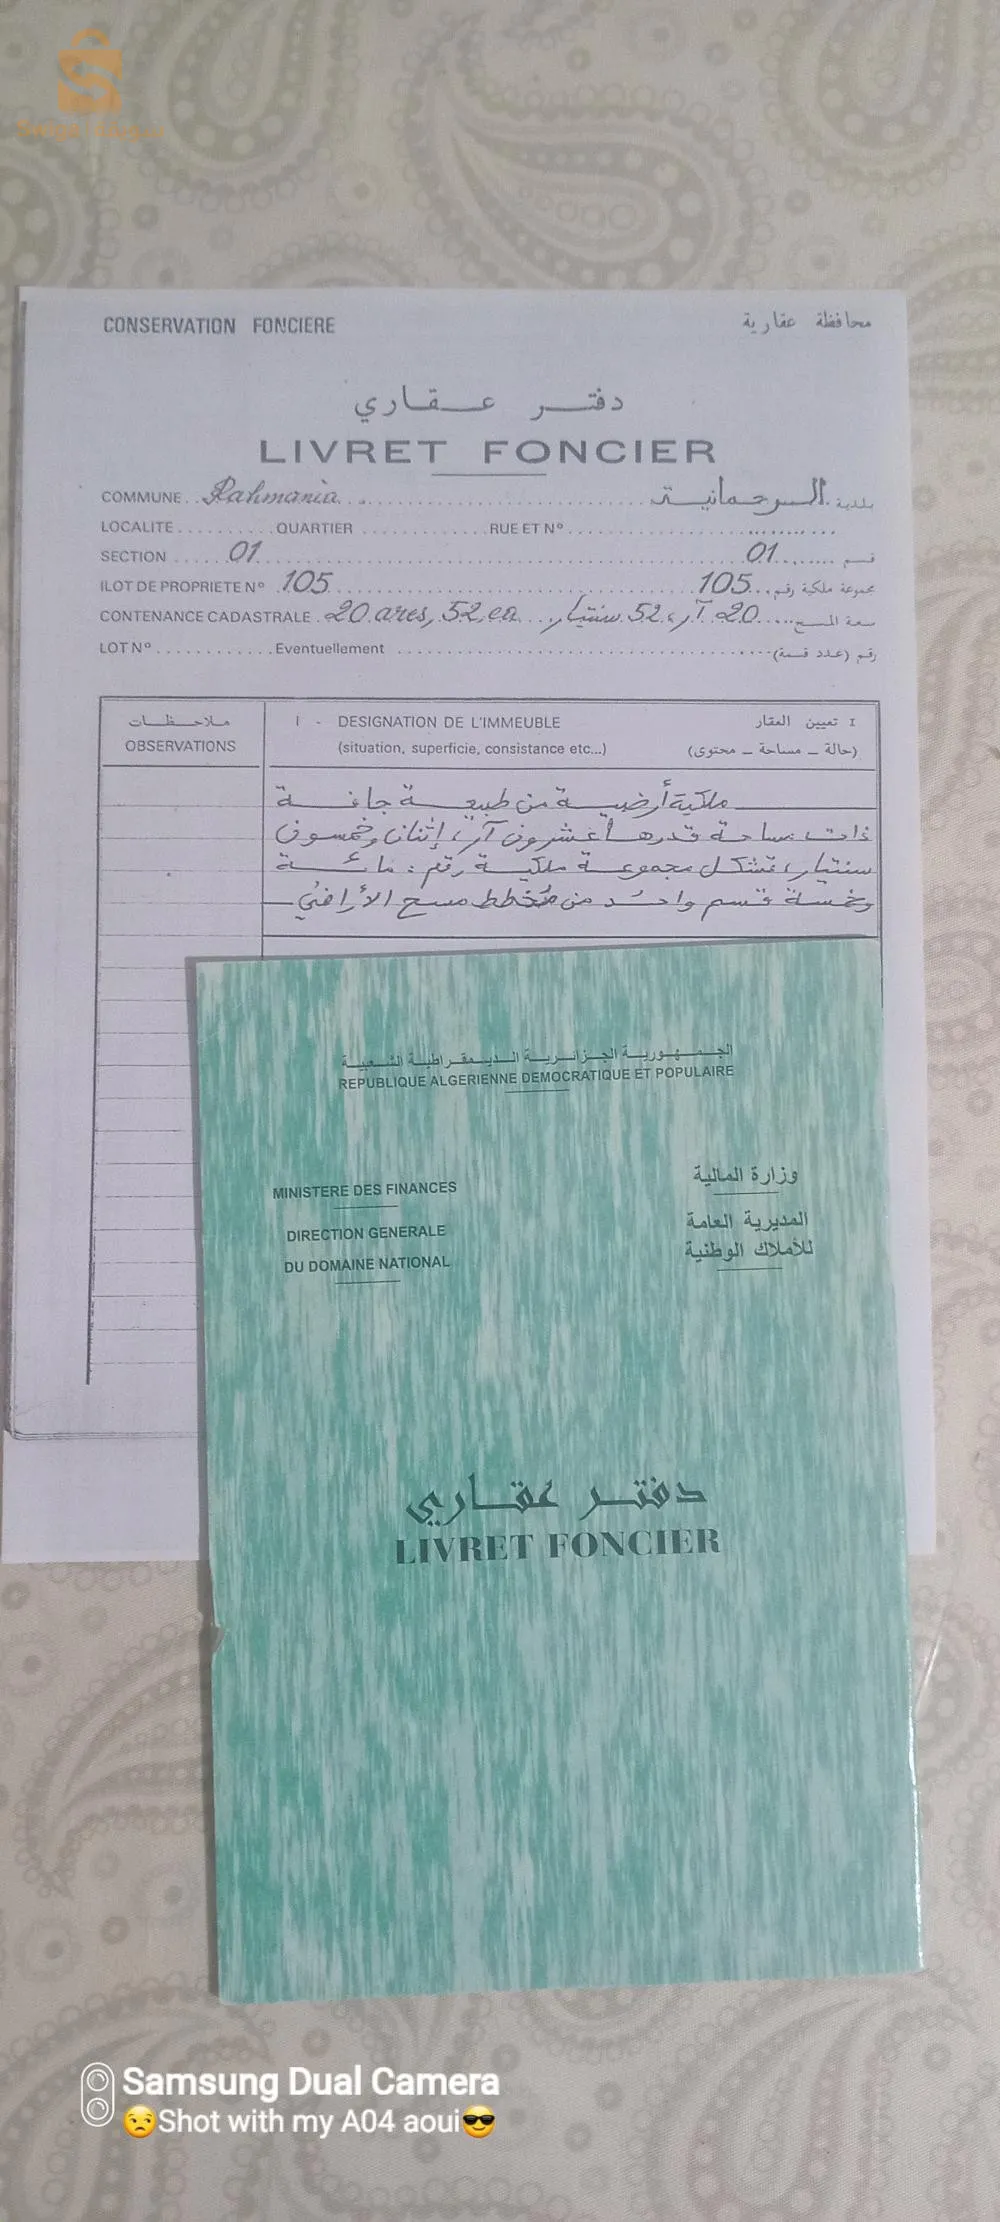 CONSERVATION FONCIERE محافظة عقارية
دفتر عقاري
LIVRET FONCIER
COMMUNE.. Rahmania بلدية الرحمانية
LOCALITE .......... QUARTIER .......... RUE ET N° ..........
SECTION ..... 01 .......... 01 ..... قسم
ILOT DE PROPRIETE N° . 105 .......... 105 ... مجموعة ملكية رقم
CONTENANCE CADASTRALE . 20 ares, 52 ca ... 20 آر، 52 سنتيار ... سعة المسح
LOT N° .......... Eventuellement .......... رقم (عدد قسمة)
ملاحظات
OBSERVATIONS
I - DESIGNATION DE L'IMMEUBLE I تعيين العقار
(situation, superficie, consistance etc...) (حالة – مساحة – محتوى)
ملكية أرضية من طبيعة جافة
ذات مساحة قدرها عشرون آر، إثنان وخمسون
سنتيار، تشكل مجموعة ملكية رقم: مائة
وخمسة قسم واحد من مخطط مسح الأراضي
الجمهورية الجزائرية الديمقراطية الشعبية
REPUBLIQUE ALGERIENNE DEMOCRATIQUE ET POPULAIRE
MINISTERE DES FINANCES وزارة المالية
DIRECTION GENERALE المديرية العامة
DU DOMAINE NATIONAL للأملاك الوطنية
دفتر عقاري
LIVRET FONCIER
Samsung Dual Camera
😒Shot with my A04 aoui😎